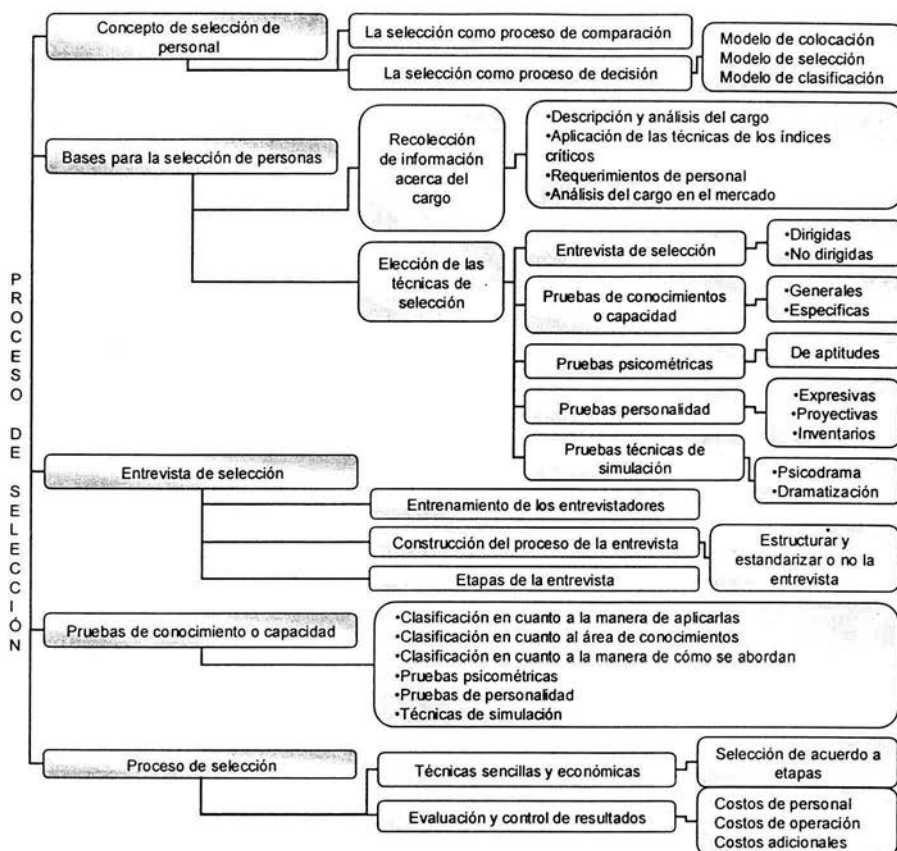 PROCESO DE SELECCIÓN
Concepto de selección de
personal
La selección como proceso de comparación
La selección como proceso de decisión
Modelo de colocación
Modelo de selección
Modelo de clasificación
Bases para la selección de personas
Recolección
de información
acerca del
cargo
•Descripción y análisis del cargo
•Aplicación de las técnicas de los índices
críticos
•Requerimientos de personal
•Análisis del cargo en el mercado
Elección de las
técnicas de
selección
Entrevista de selección
•Dirigidas
•No dirigidas
Pruebas de conocimientos
o capacidad
•Generales
•Especificas
Pruebas psicométricas
De aptitudes
Pruebas personalidad
•Expresivas
•Proyectivas
•Inventarios
Pruebas técnicas de
simulación
•Psicodrama
•Dramatización
Entrevista de selección
Entrenamiento de los entrevistadores
Construcción del proceso de la entrevista
Estructurar y
estandarizar o no la
entrevista
Etapas de la entrevista
Pruebas de conocimiento o capacidad
•Clasificación en cuanto a la manera de aplicarlas
•Clasificación en cuanto al área de conocimientos
•Clasificación en cuanto a la manera de cómo se abordan
•Pruebas psicométricas
•Pruebas de personalidad
•Técnicas de simulación
Proceso de selección
Técnicas sencillas y económicas
Selección de acuerdo a
etapas
Evaluación y control de resultados
Costos de personal
Costos de operación
Costos adicionales